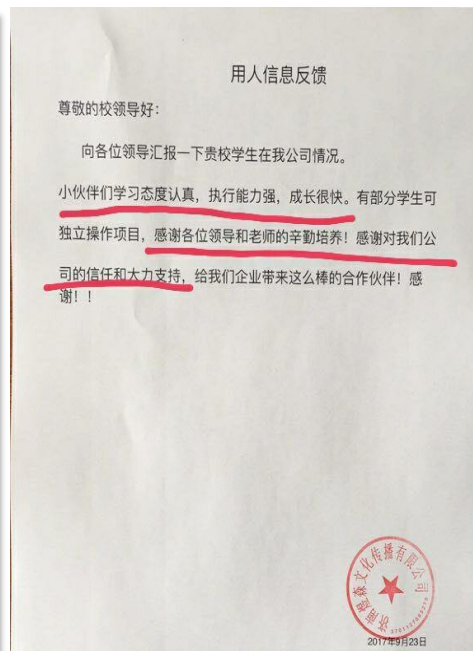 用人信息反馈
尊敬的校领导好：
向各位领导汇报一下贵校学生在我公司情况。
小伙伴们学习态度认真，执行能力强，成长很快。有部分学生可
独立操作项目，感谢各位领导和老师的辛勤培养！感谢对我们公
司的信任和大力支持，给我们企业带来这么棒的合作伙伴！感
谢！！
济南煜森文化传播有限公司
2017年9月23日